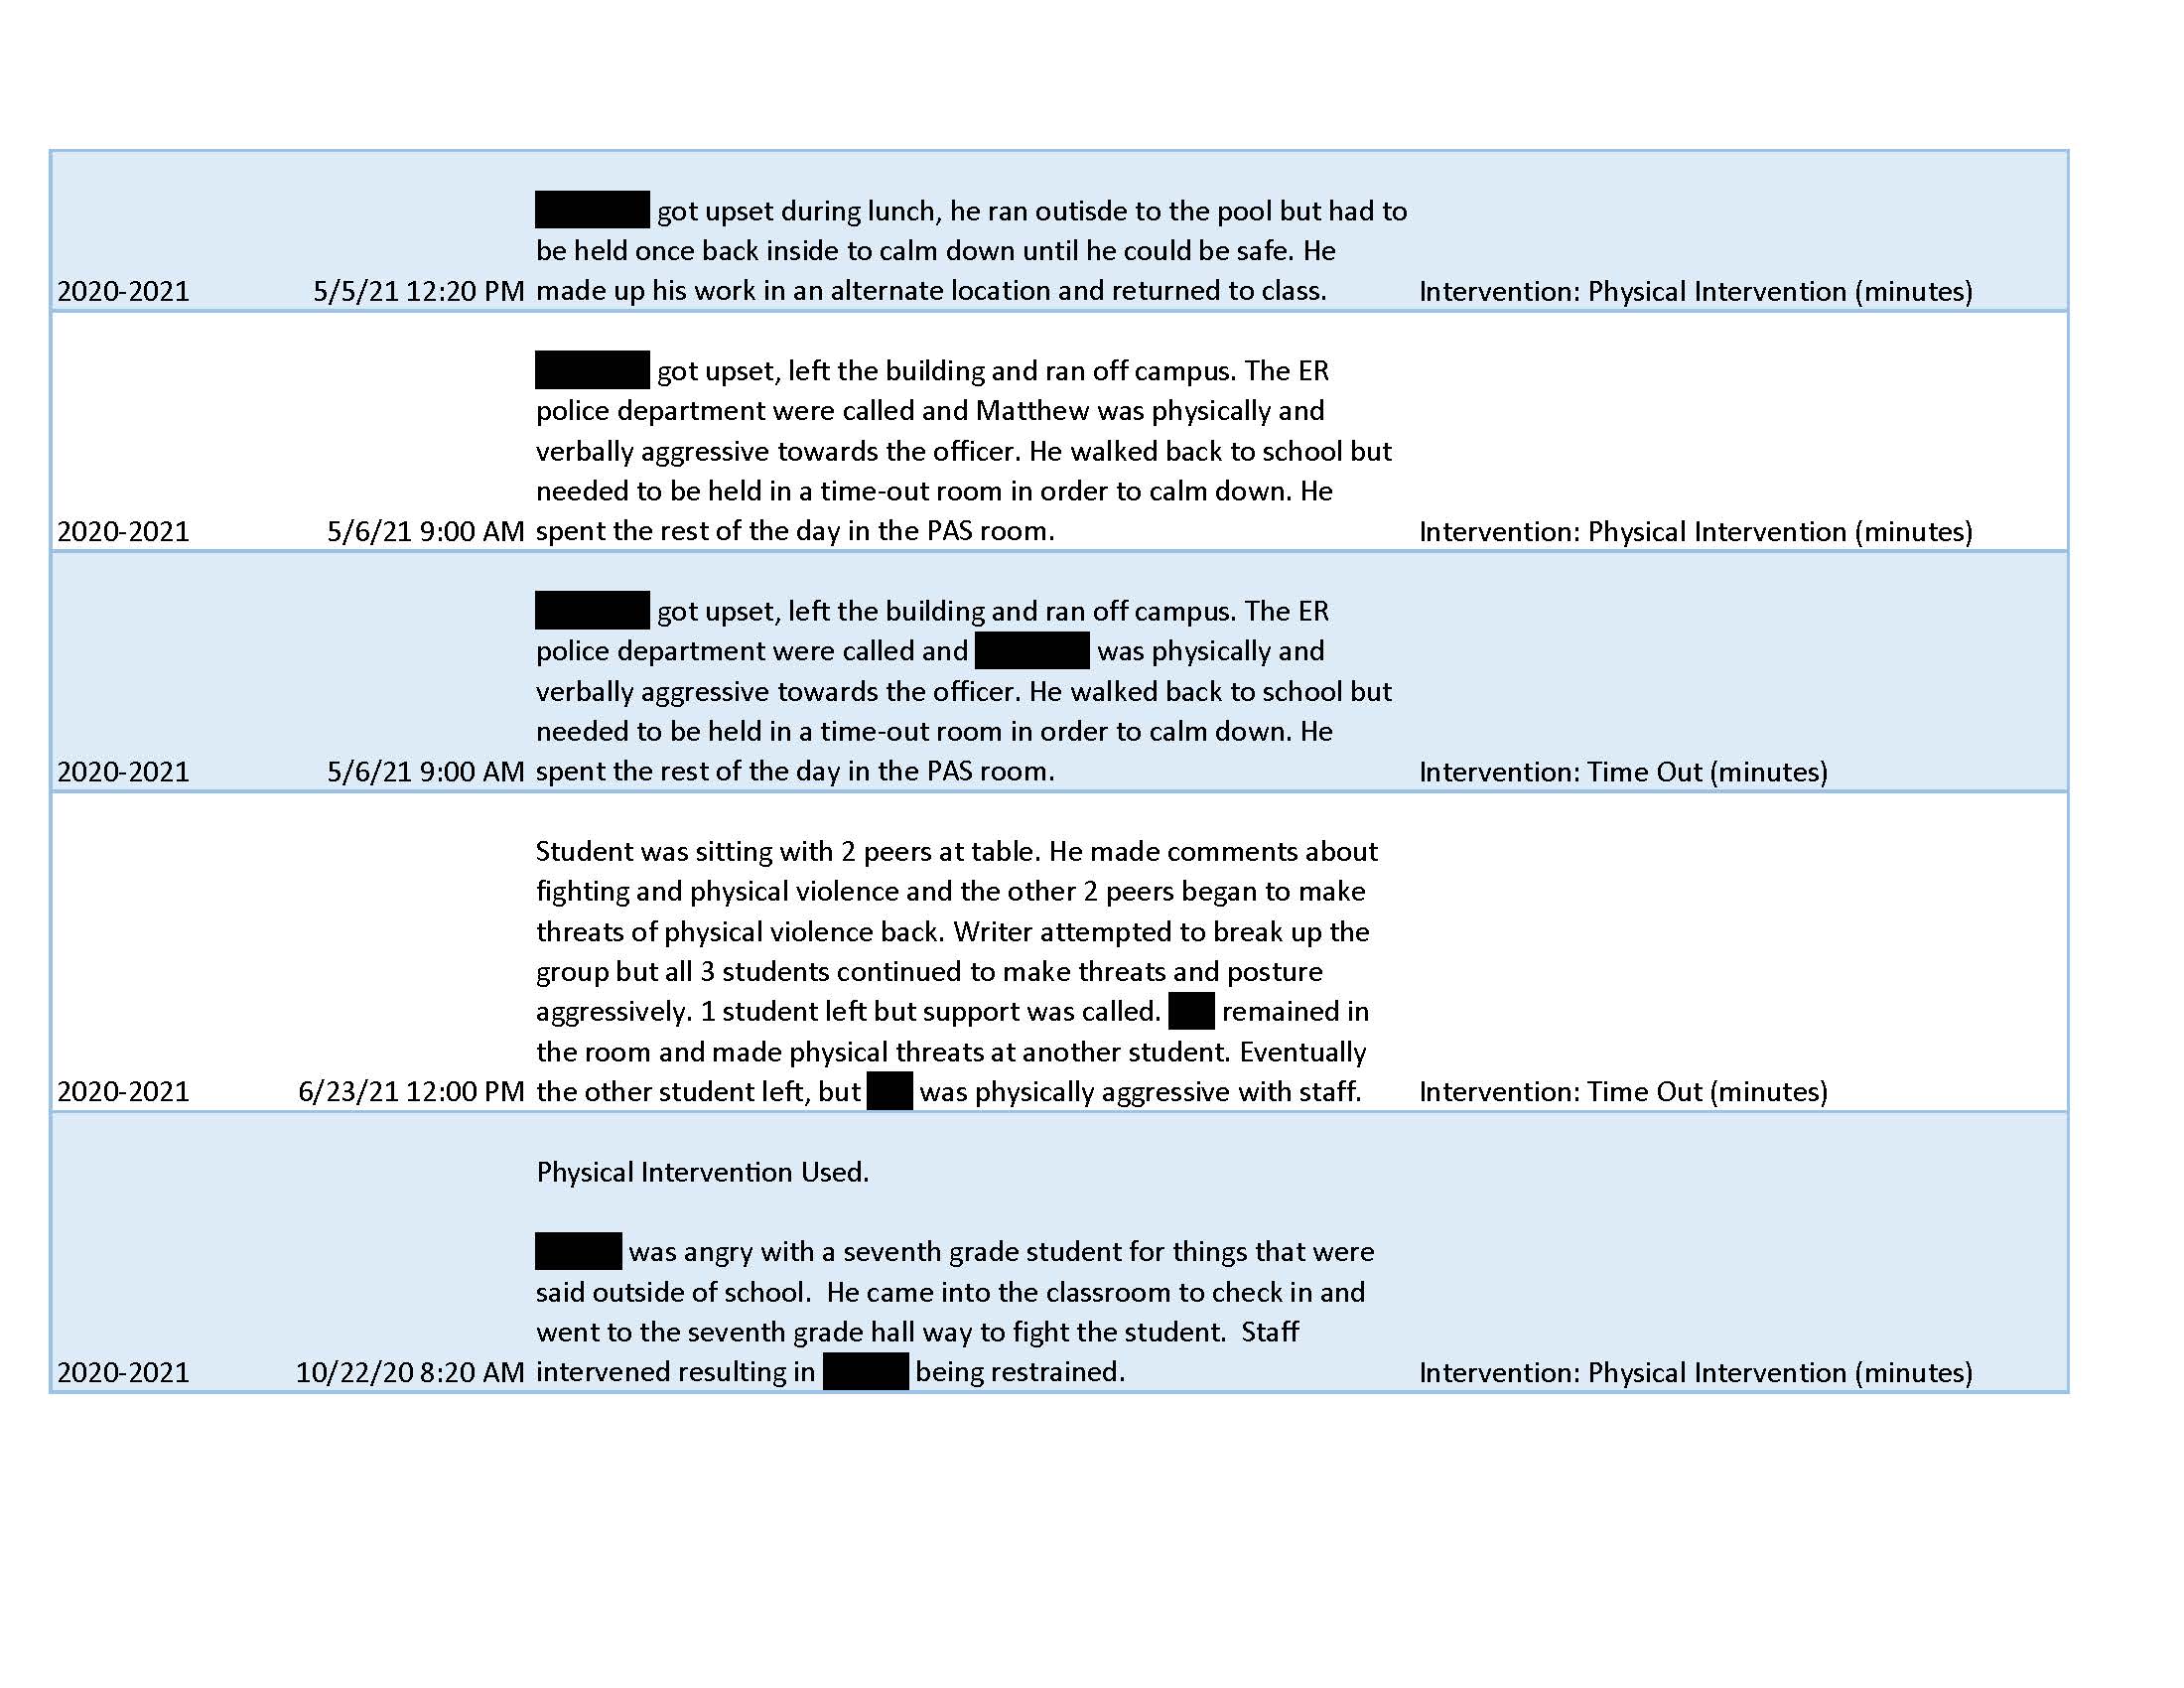 got upset during lunch, he ran outisde to the pool but had to
be held once back inside to calm down until he could be safe. He
2020-2021 5/5/21 12:20 PM made up his work in an alternate location and returned to class. Intervention: Physical Intervention (minutes)
got upset, left the building and ran off campus. The ER
police department were called and Matthew was physically and
verbally aggressive towards the officer. He walked back to school but
needed to be held in a time-out room in order to calm down. He
2020-2021 5/6/21 9:00 AM spent the rest of the day in the PAS room. Intervention: Physical Intervention (minutes)
got upset, left the building and ran off campus. The ER
police department were called and was physically and
verbally aggressive towards the officer. He walked back to school but
needed to be held in a time-out room in order to calm down. He
2020-2021 5/6/21 9:00 AM spent the rest of the day in the PAS room. Intervention: Time Out (minutes)
Student was sitting with 2 peers at table. He made comments about
fighting and physical violence and the other 2 peers began to make
threats of physical violence back. Writer attempted to break up the
group but all 3 students continued to make threats and posture
aggressively. 1 student left but support was called. remained in
the room and made physical threats at another student. Eventually
2020-2021 6/23/21 12:00 PM the other student left, but was physically aggressive with staff. Intervention: Time Out (minutes)
Physical Intervention Used.
was angry with a seventh grade student for things that were
said outside of school.  He came into the classroom to check in and
went to the seventh grade hall way to fight the student.  Staff
2020-2021 10/22/20 8:20 AM intervened resulting in being restrained. Intervention: Physical Intervention (minutes)